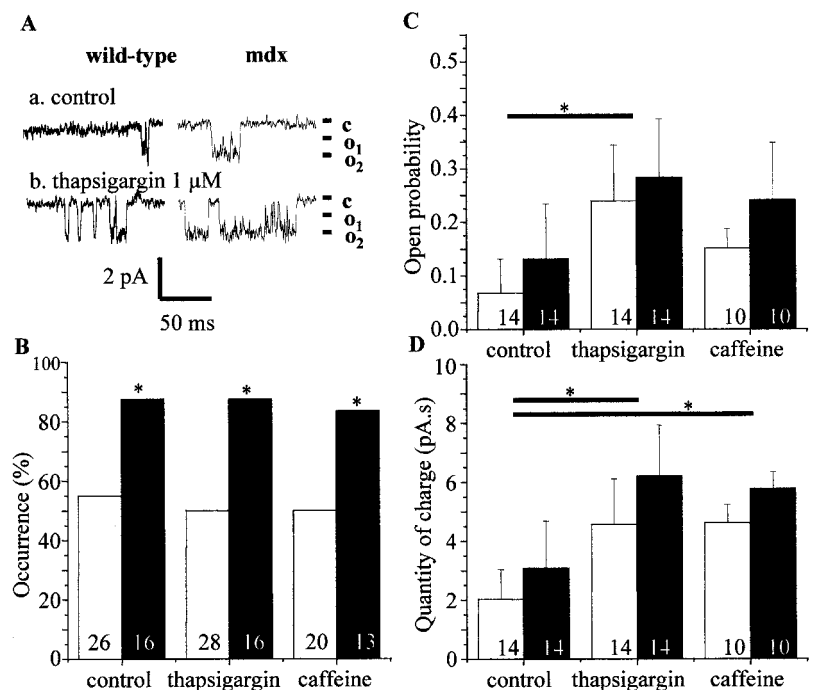 A
wild-type mdx
a. control
c
o1
o2
b. thapsigargin 1 µM
c
o1
o2
2 pA
50 ms
B
Occurrence (%)
100
80
60
40
20
0
* * *
26 16 28 16 20 13
control thapsigargin caffeine
C
Open probability
0.5
0.4
0.3
0.2
0.1
0.0
*
14 14 14 14 10 10
control thapsigargin caffeine
D
Quantity of charge (pA.s)
10
8
6
4
2
0
*
*
14 14 14 14 10 10
control thapsigargin caffeine